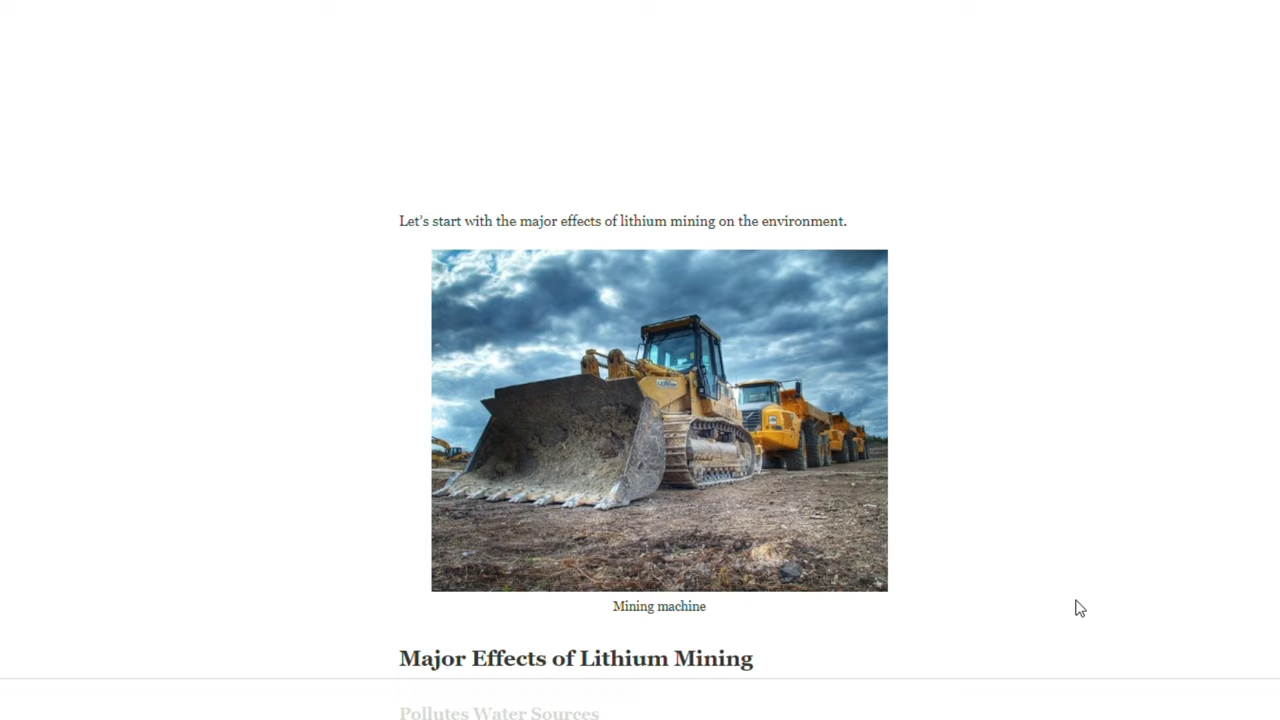 Let's start with the major effects of lithium mining on the environment.
Mining machine
Major Effects of Lithium Mining
Pollutes Water Sources